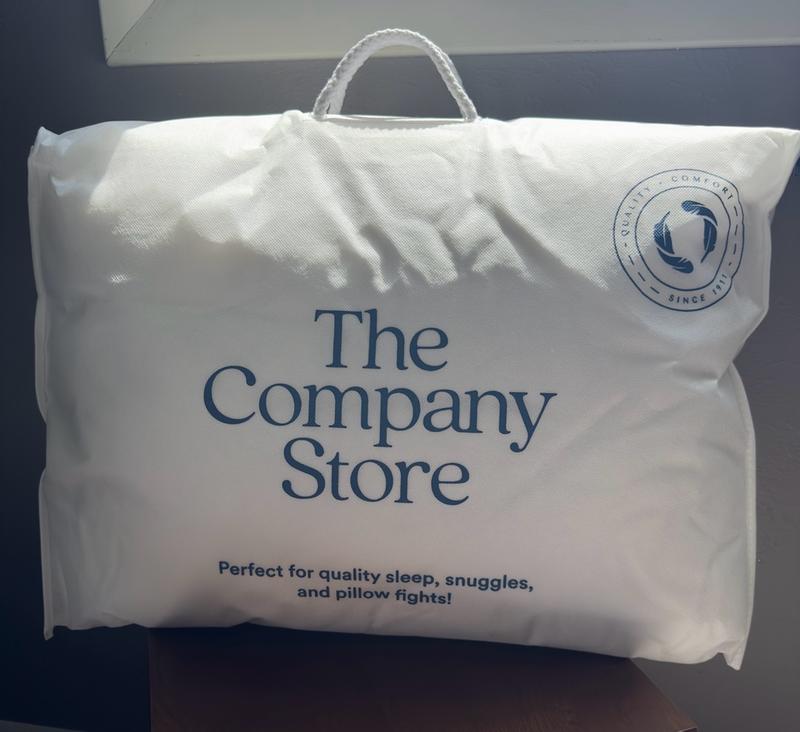 QUALITY · COMFORT
SINCE 1911
The
Company
Store
Perfect for quality sleep, snuggles,
and pillow fights!